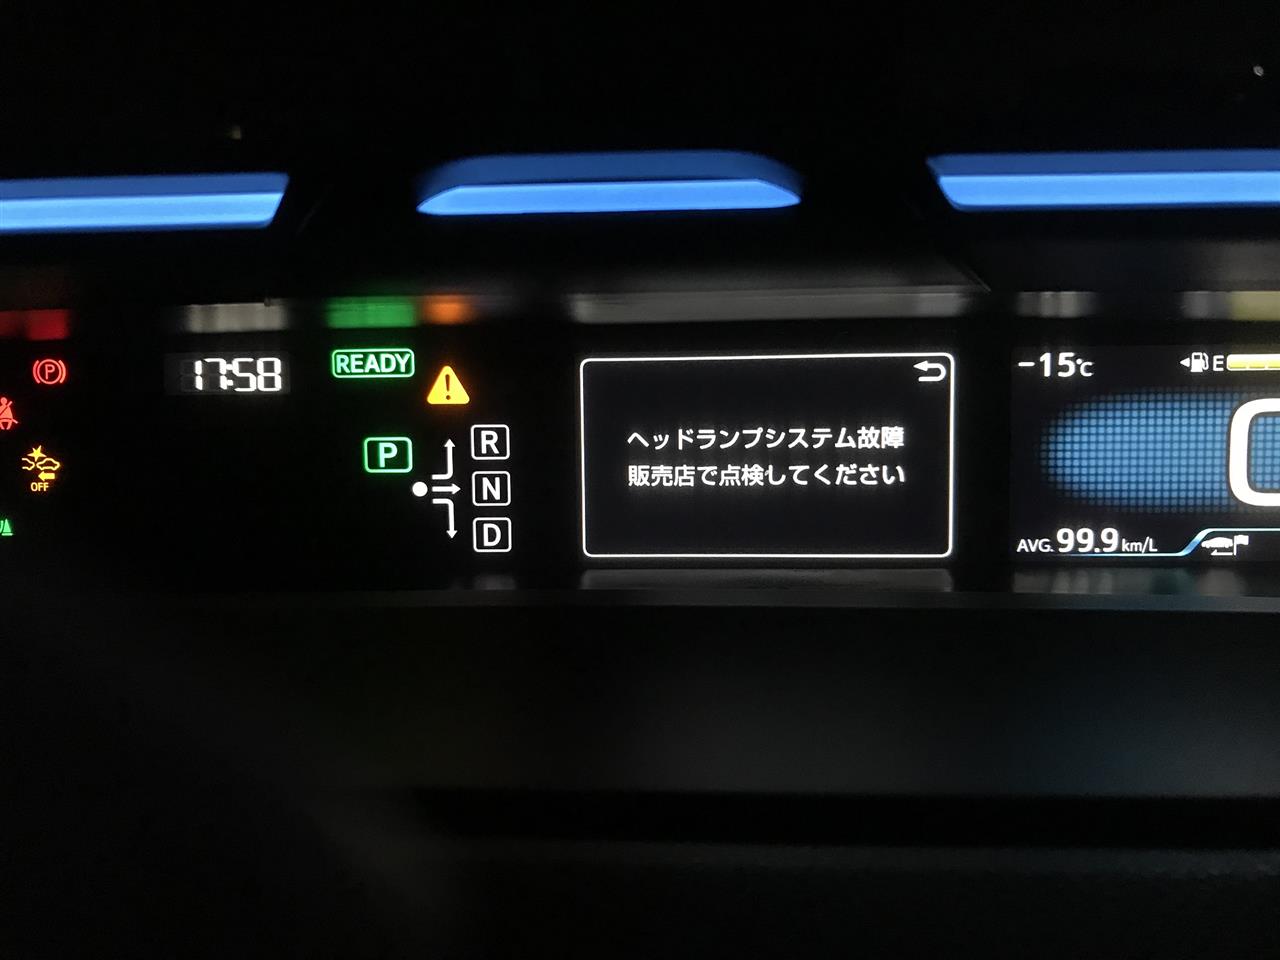 17:58
READY
P
R
N
D
P
OFF
ヘッドランプシステム故障
販売店で点検してください
-15℃
E
0
AVG. 99.9 km/L